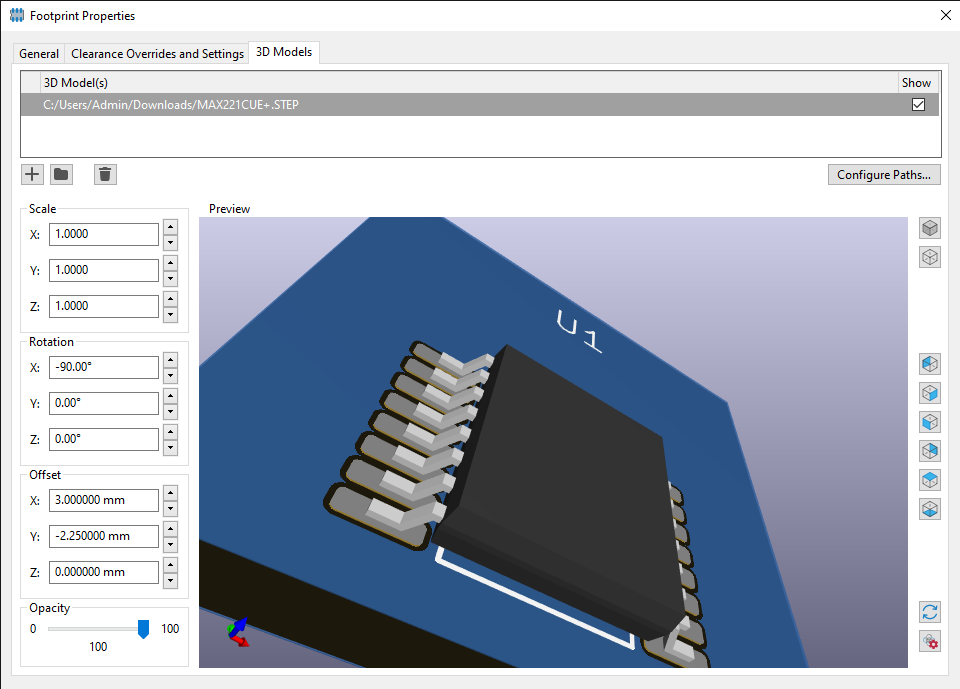 Footprint Properties
General Clearance Overrides and Settings 3D Models
3D Model(s) Show
C:/Users/Admin/Downloads/MAX221CUE+.STEP
Configure Paths...
Scale Preview
X: 1.0000
Y: 1.0000
Z: 1.0000
Rotation
X: -90.00°
Y: 0.00°
Z: 0.00°
Offset
X: 3.000000 mm
Y: -2.250000 mm
Z: 0.000000 mm
Opacity
0 100
100
U1